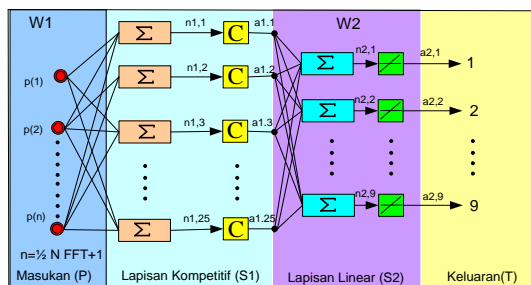 W1
W2
p(1)
p(2)
p(n)
n=½ N FFT+1
Masukan (P)
Σ n1,1 C a1.1
Σ n1,2 C a1.2
Σ n1,3 C a1.3
Σ n1,25 C a1.25
Lapisan Kompetitif (S1)
Σ n2,1 a2,1 1
Σ n2,2 a2,2 2
Σ n2,9 a2,9 9
Lapisan Linear (S2)
Keluaran(T)